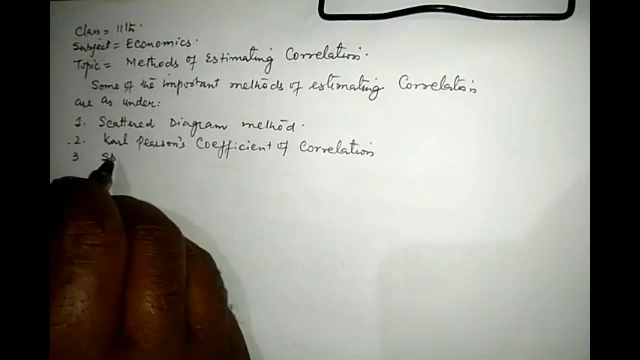 Class = 11th.
Subject = Economics.
Topic = Methods of Estimating Correlation.
Some of the important methods of estimating Correlation
are as under:
1. Scattered Diagram method.
2. Karl Pearson's Coefficient of Correlation
3